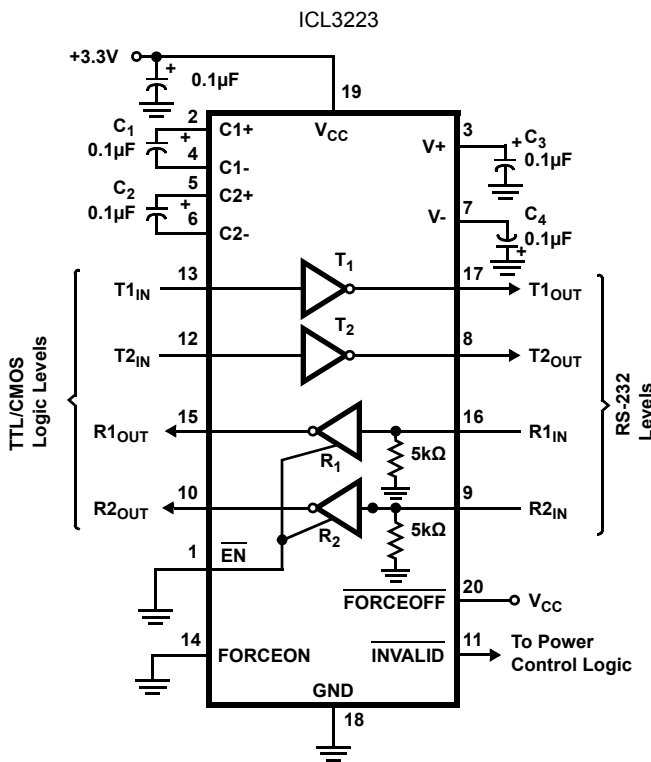 ICL3223
+3.3V
+
0.1µF
19
2
C1
0.1µF
+
4
C1+
C1-
VCC
3
V+
+
C3
0.1µF
5
C2
0.1µF
+
6
C2+
C2-
7
V-
C4
0.1µF
+
TTL/CMOS
Logic Levels
RS-232
Levels
T1IN
13
T1
17
T1OUT
T2IN
12
T2
8
T2OUT
R1OUT
15
R1
16
R1IN
5kΩ
R2OUT
10
R2
9
R2IN
5kΩ
1
EN
FORCEOFF
20
VCC
14
FORCEON
INVALID
11
To Power
Control Logic
GND
18